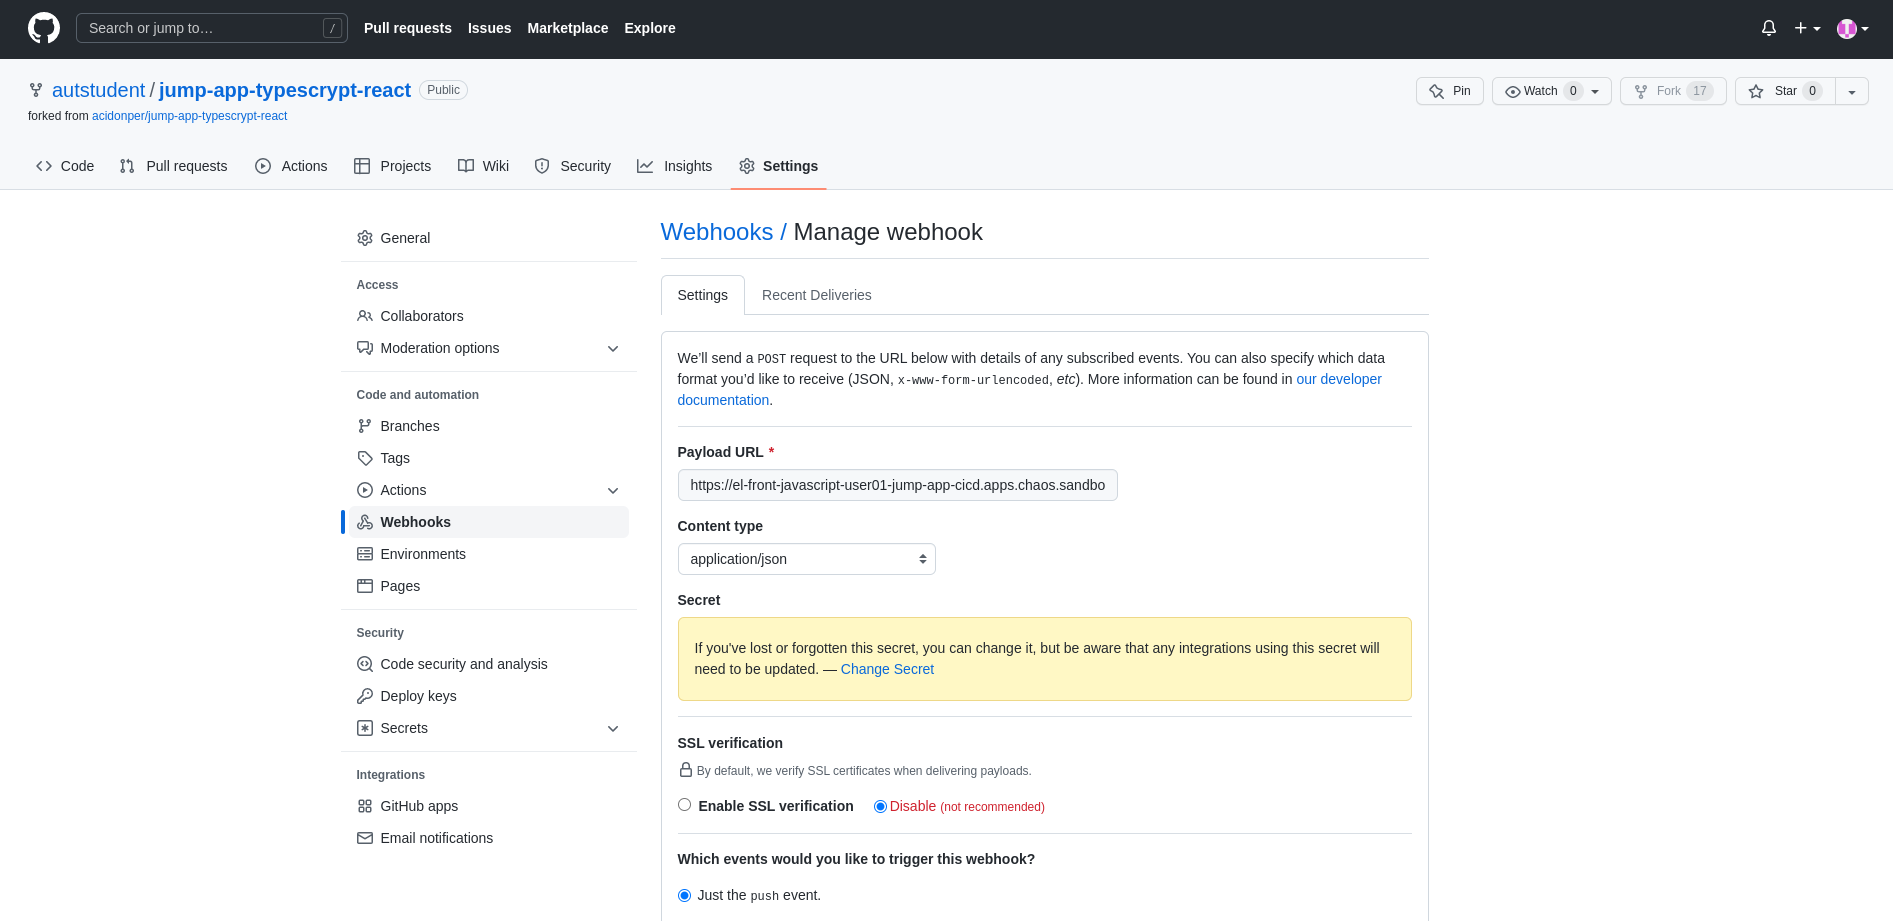 Search or jump to… /
Pull requests Issues Marketplace Explore
autstudent / jump-app-typescrypt-react Public
Pin Watch 0 Fork 17 Star 0
forked from acidonper/jump-app-typescrypt-react
Code Pull requests Actions Projects Wiki Security Insights Settings
General
Access
Collaborators
Moderation options
Code and automation
Branches
Tags
Actions
Webhooks
Environments
Pages
Security
Code security and analysis
Deploy keys
Secrets
Integrations
GitHub apps
Email notifications
Webhooks / Manage webhook
Settings Recent Deliveries
We’ll send a POST request to the URL below with details of any subscribed events. You can also specify which data
format you’d like to receive (JSON, x-www-form-urlencoded, etc). More information can be found in our developer
documentation.
Payload URL *
https://el-front-javascript-user01-jump-app-cicd.apps.chaos.sandbo
Content type
application/json
Secret
If you've lost or forgotten this secret, you can change it, but be aware that any integrations using this secret will
need to be updated. — Change Secret
SSL verification
By default, we verify SSL certificates when delivering payloads.
Enable SSL verification Disable (not recommended)
Which events would you like to trigger this webhook?
Just the push event.